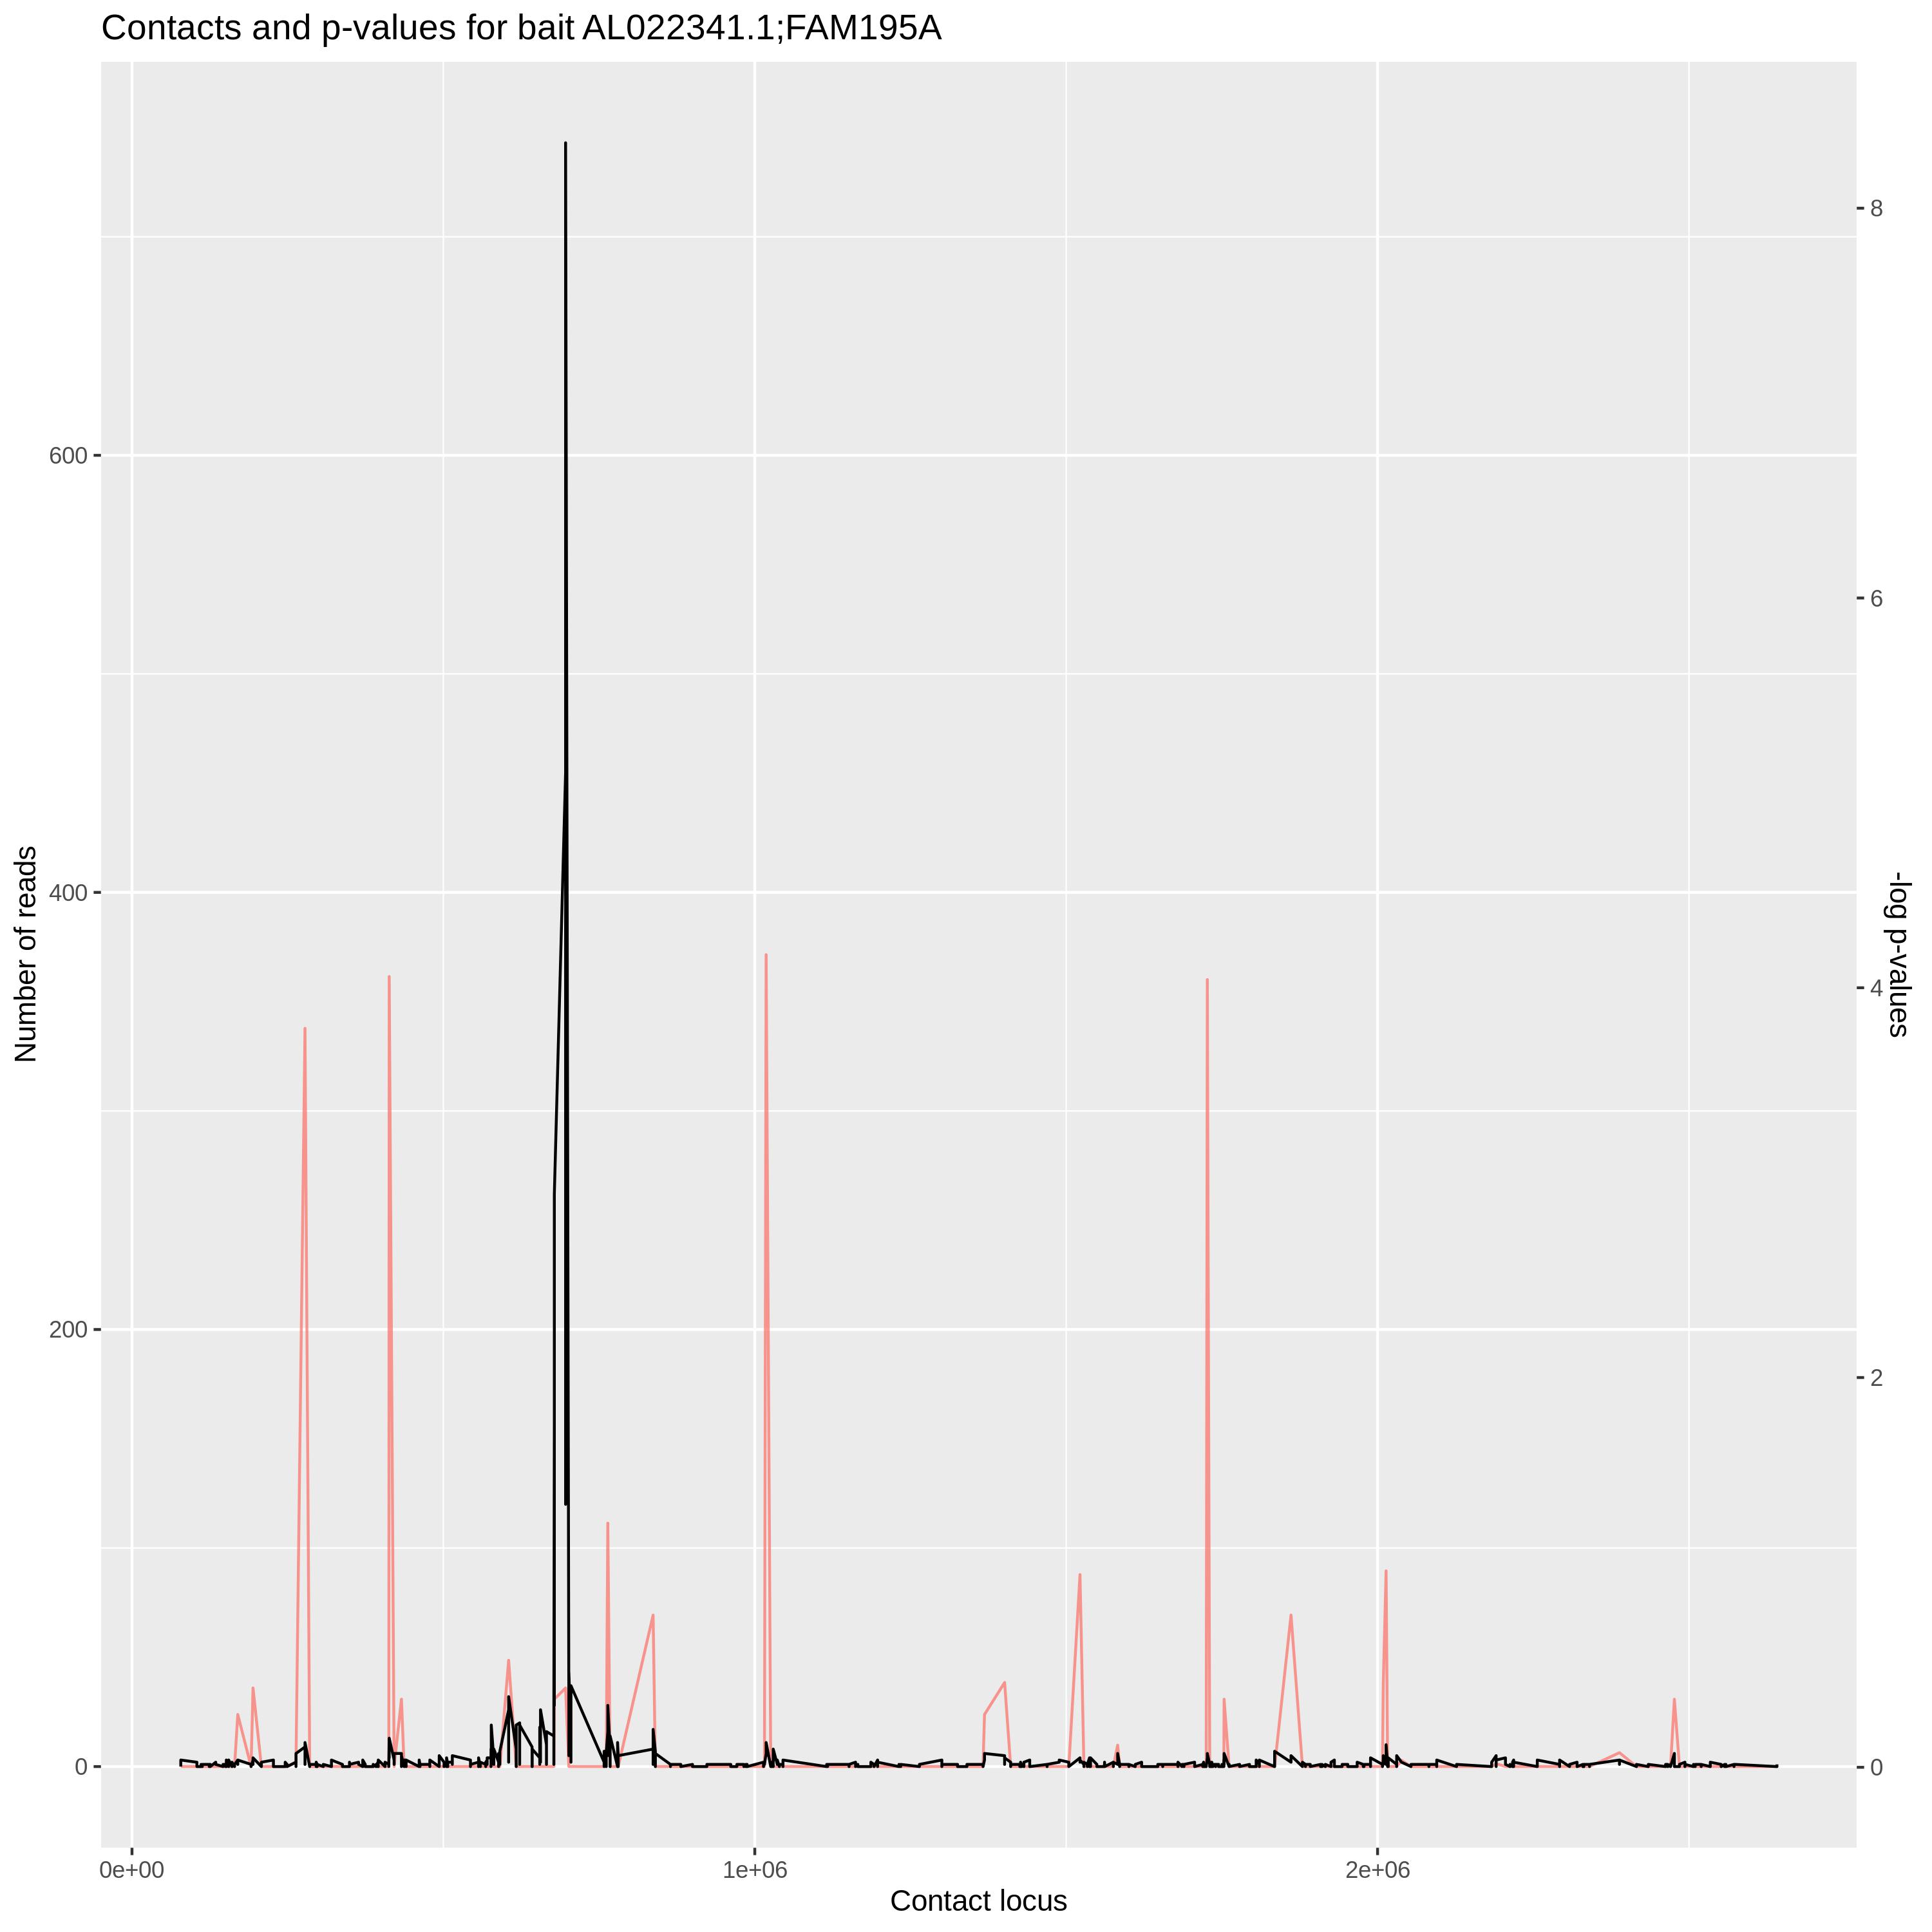 Contacts and p-values for bait AL022341.1;FAM195A
Number of reads
600
400
200
0
8
6
4
2
0
-log p-values
0e+00
1e+06
2e+06
Contact locus